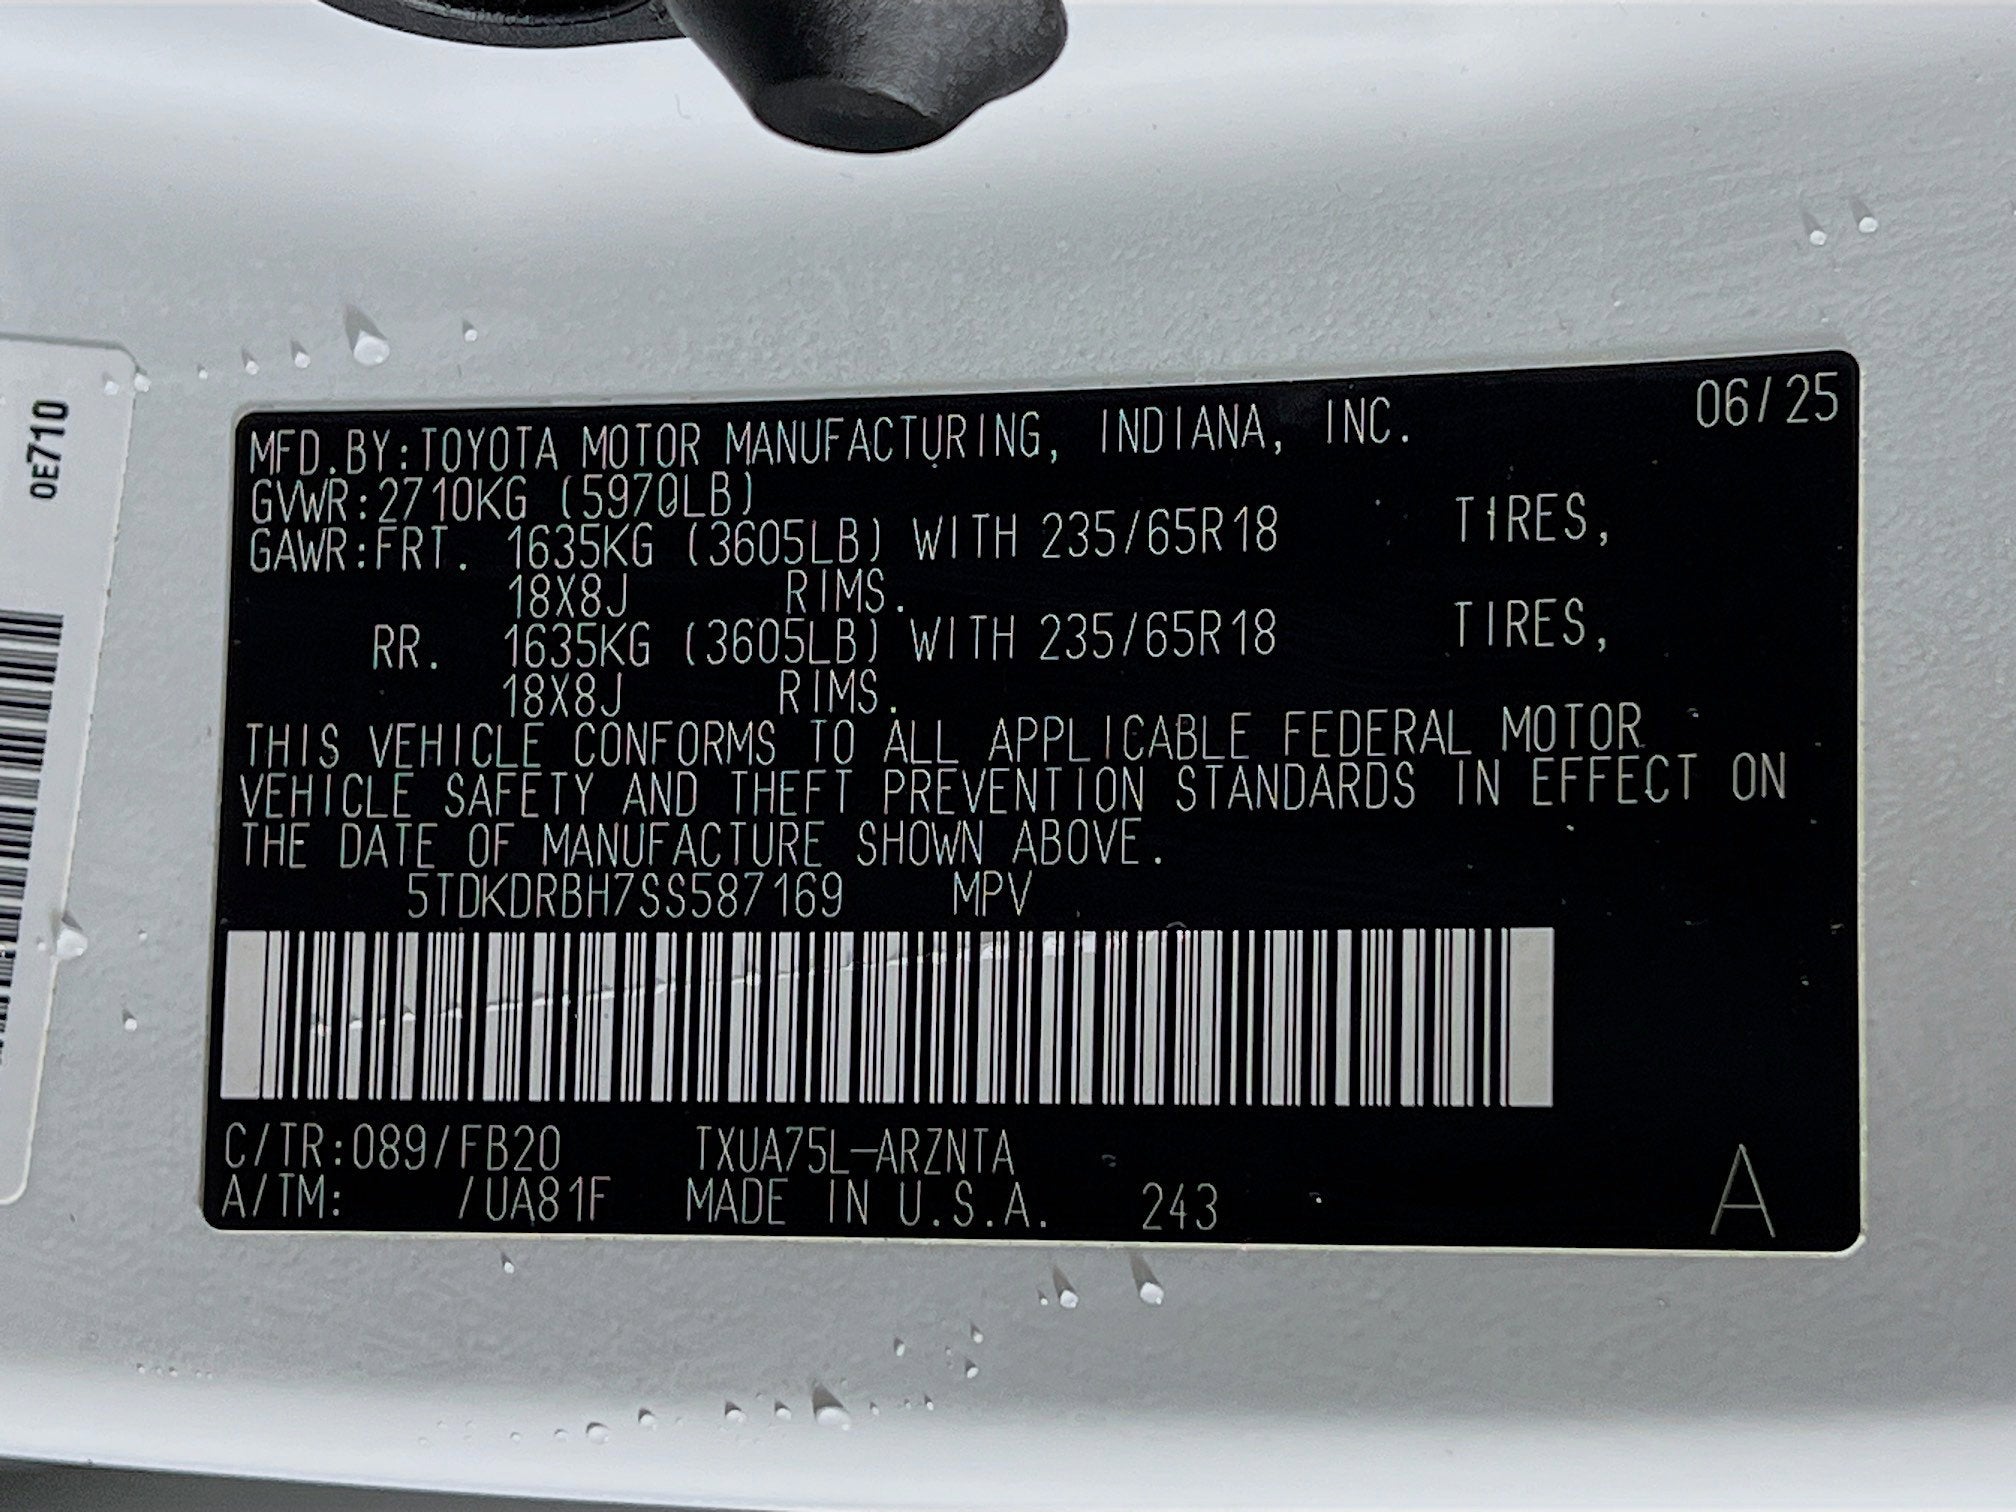 0E710
06/25
MFD.BY:TOYOTA MOTOR MANUFACTURING, INDIANA, INC.
GVWR:2710KG (5970LB)
GAWR:FRT. 1635KG (3605LB) WITH 235/65R18 TIRES,
18X8J RIMS.
RR. 1635KG (3605LB) WITH 235/65R18 TIRES,
18X8J RIMS.
THIS VEHICLE CONFORMS TO ALL APPLICABLE FEDERAL MOTOR
VEHICLE SAFETY AND THEFT PREVENTION STANDARDS IN EFFECT ON
THE DATE OF MANUFACTURE SHOWN ABOVE.
5TDKDRBH7SS587169 MPV
C/TR:089/FB20 TXUA75L-ARZNTA
A/TM: /UA81F MADE IN U.S.A. 243 A